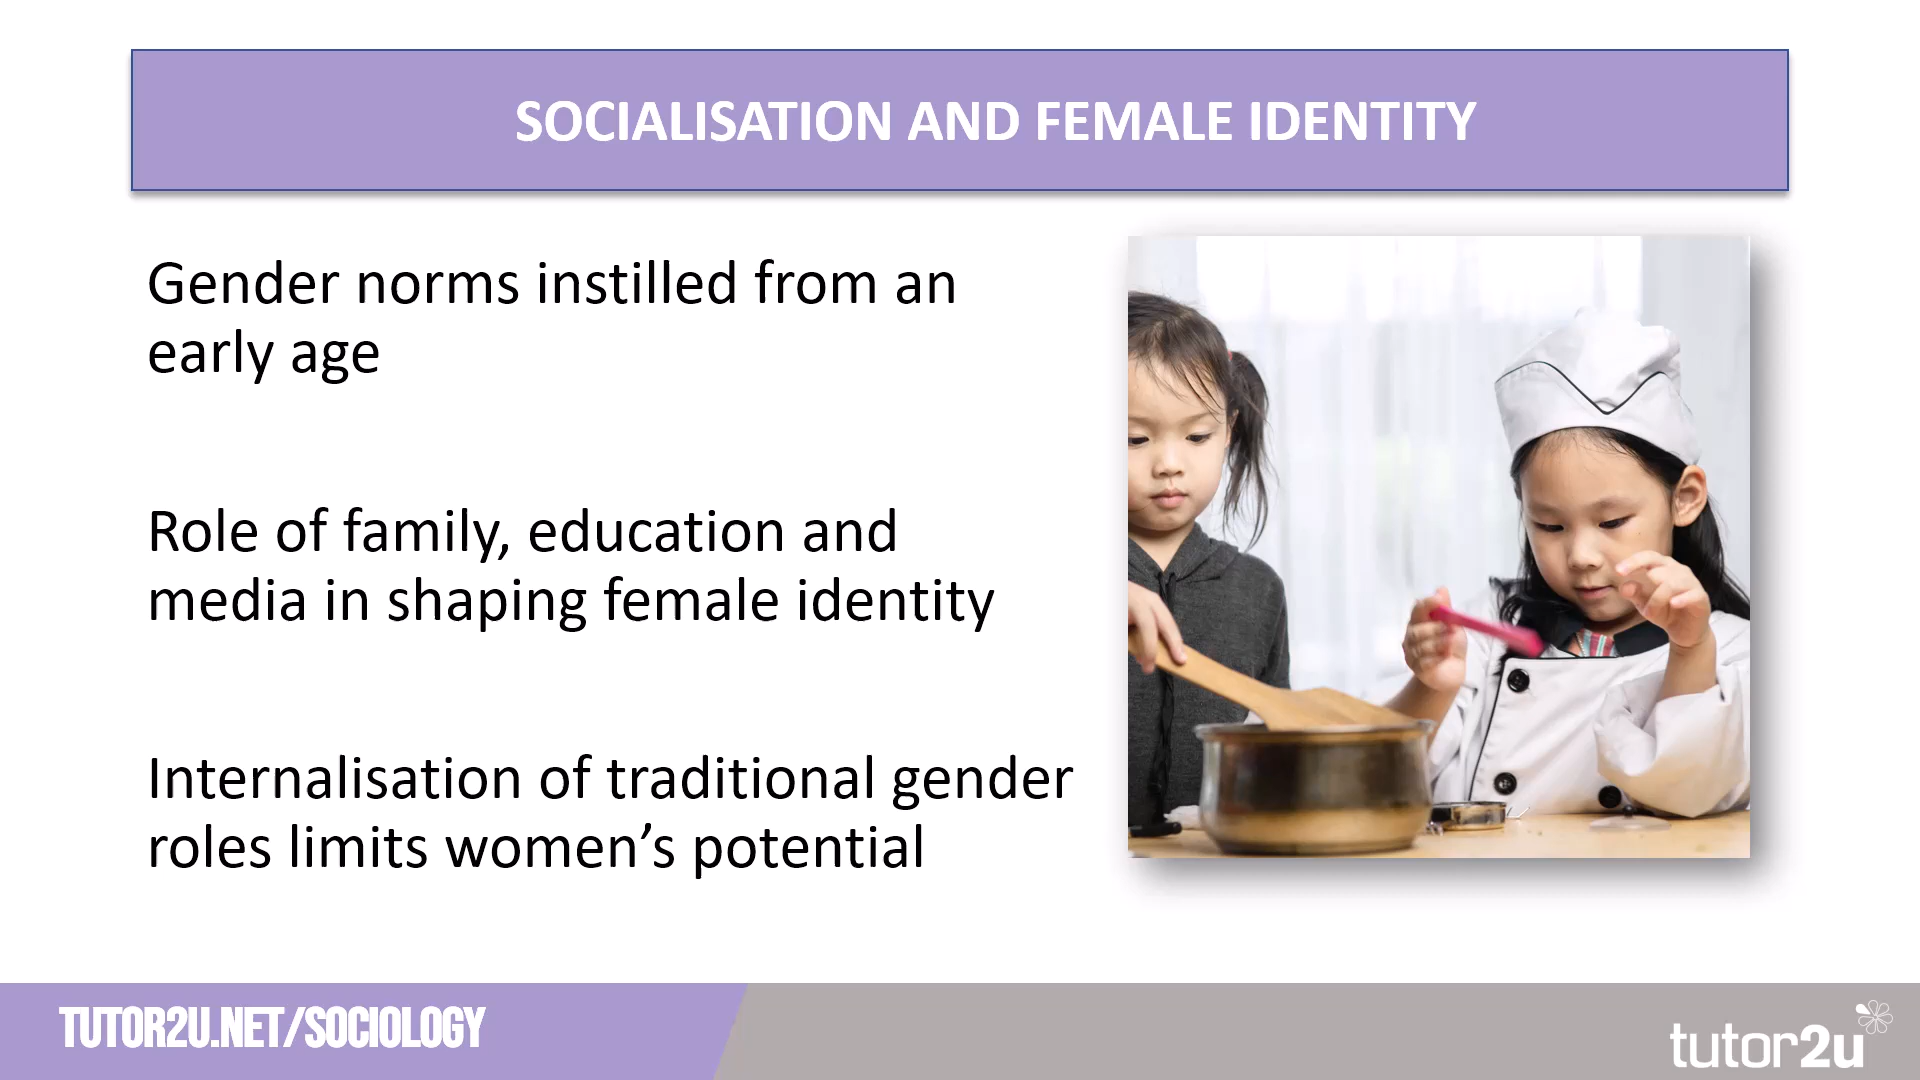 SOCIALISATION AND FEMALE IDENTITY
Gender norms instilled from an
early age
Role of family, education and
media in shaping female identity
Internalisation of traditional gender
roles limits women’s potential
TUTOR2U.NET/SOCIOLOGY
tutor2u